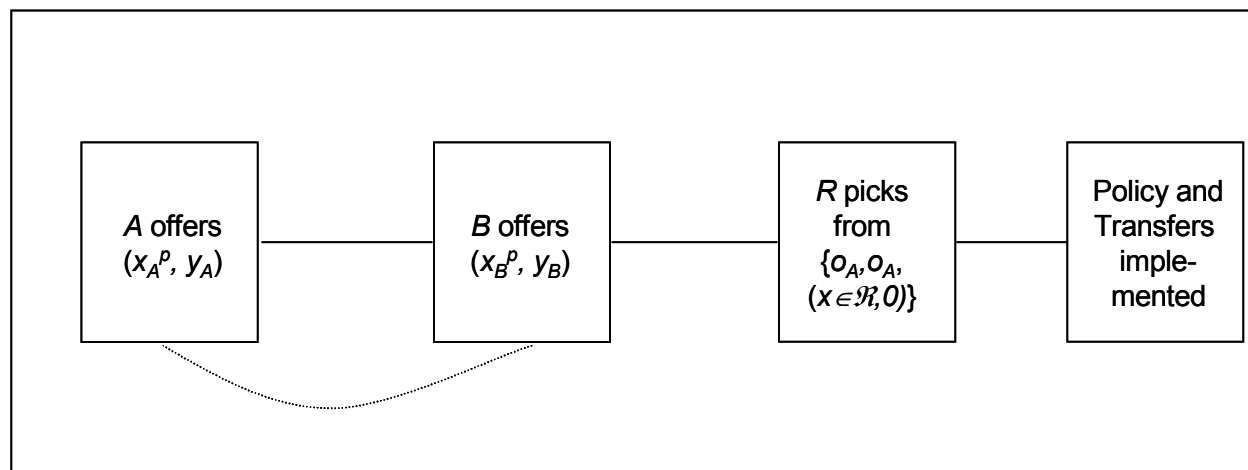 A offers
(x_A^p, y_A)
B offers
(x_B^p, y_B)
R picks
from
{o_A,o_A,
(x∈ℜ,0)}
Policy and
Transfers
imple-
mented